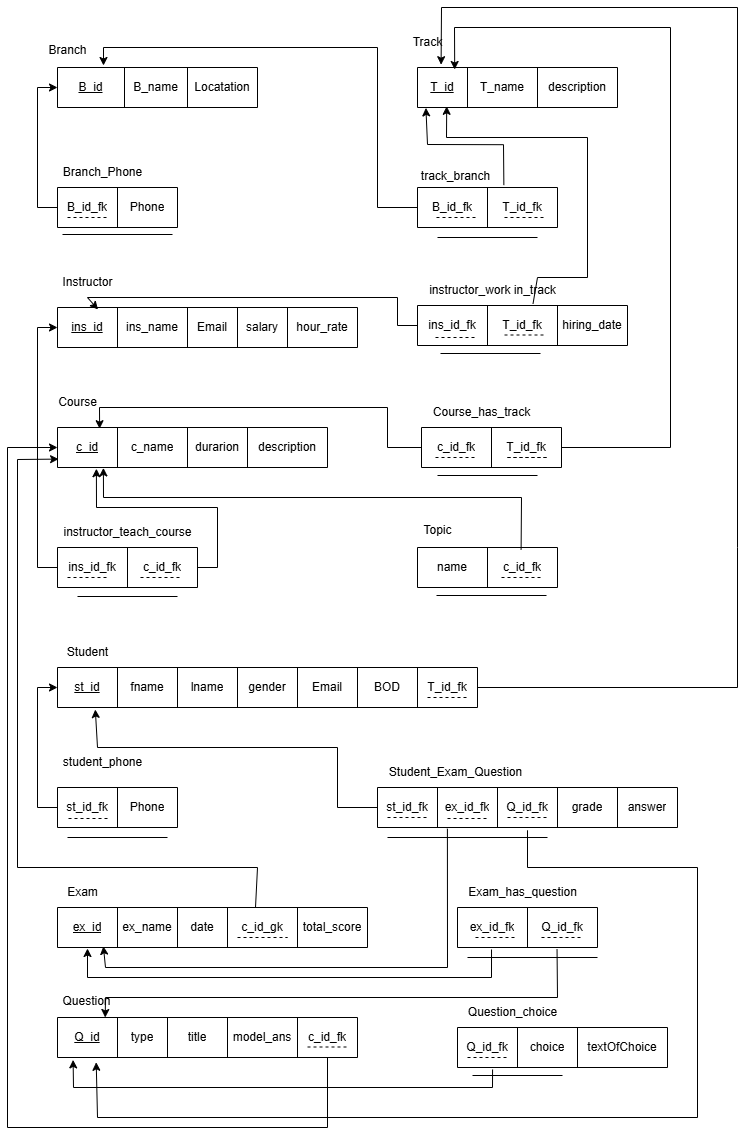 Branch
B_id B_name Locatation
Track
T_id T_name description
Branch_Phone
B_id_fk Phone
track_branch
B_id_fk T_id_fk
Instructor
ins_id ins_name Email salary hour_rate
instructor_work in_track
ins_id_fk T_id_fk hiring_date
Course
c_id c_name durarion description
Course_has_track
c_id_fk T_id_fk
instructor_teach_course
ins_id_fk c_id_fk
Topic
name c_id_fk
Student
st_id fname lname gender Email BOD T_id_fk
student_phone
st_id_fk Phone
Student_Exam_Question
st_id_fk ex_id_fk Q_id_fk grade answer
Exam
ex_id ex_name date c_id_gk total_score
Exam_has_question
ex_id_fk Q_id_fk
Question
Q_id type title model_ans c_id_fk
Question_choice
Q_id_fk choice textOfChoice